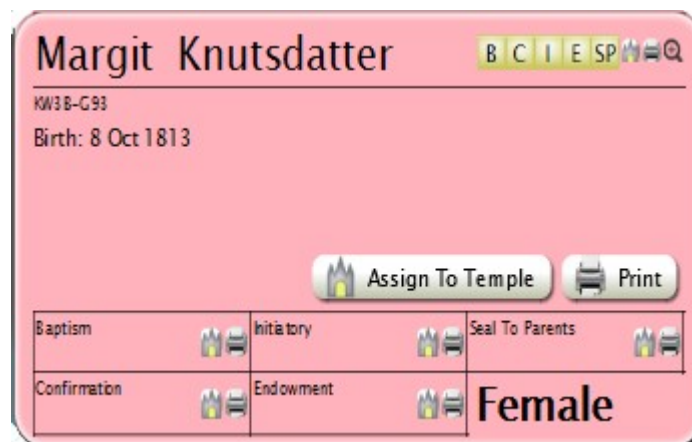 Margit Knutsdatter B C I E SP
KW3B-G93
Birth: 8 Oct 1813
Assign To Temple Print
Baptism Initiatory Seal To Parents
Confirmation Endowment Female